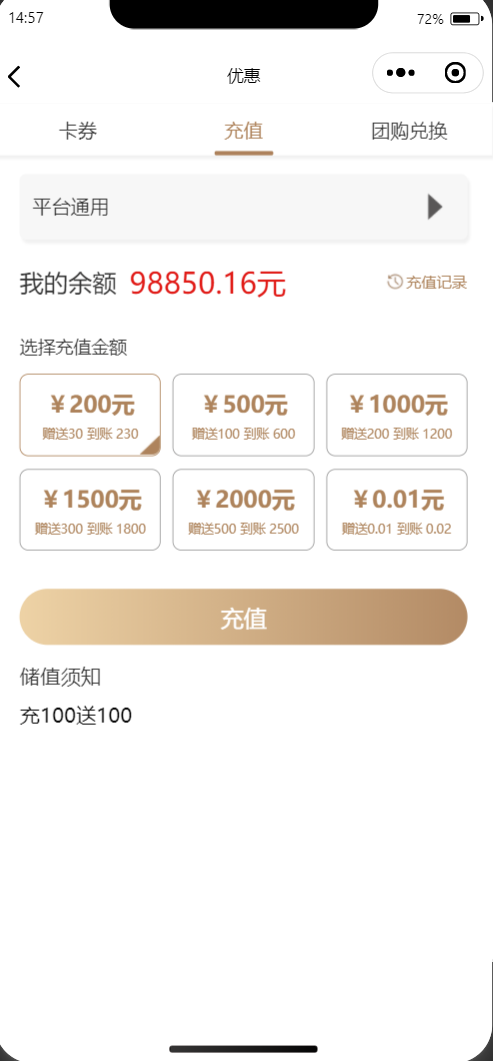 14:57 72%
优惠
卡券 充值 团购兑换
平台通用
我的余额 98850.16元 充值记录
选择充值金额
￥200元 ￥500元 ￥1000元
赠送30 到账 230 赠送100 到账 600 赠送200 到账 1200
￥1500元 ￥2000元 ￥0.01元
赠送300 到账 1800 赠送500 到账 2500 赠送0.01 到账 0.02
充值
储值须知
充100送100